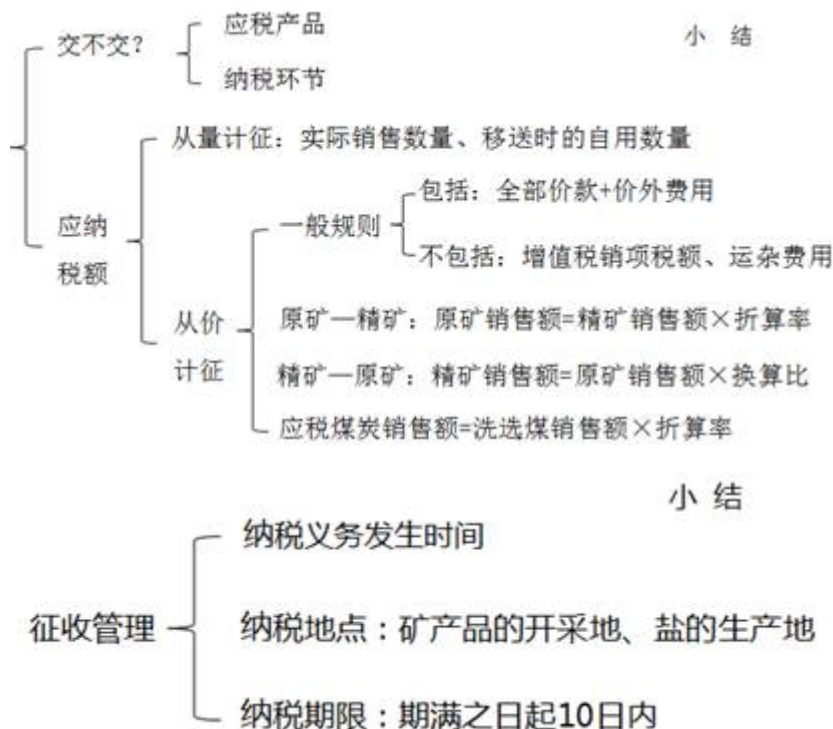 小 结
交不交?
应税产品
纳税环节
应纳
税额
从量计征：实际销售数量、移送时的自用数量
从价
计征
一般规则
包括：全部价款+价外费用
不包括：增值税销项税额、运杂费用
原矿—精矿：原矿销售额=精矿销售额×折算率
精矿—原矿：精矿销售额=原矿销售额×换算比
应税煤炭销售额=洗选煤销售额×折算率
小 结
征收管理
纳税义务发生时间
纳税地点：矿产品的开采地、盐的生产地
纳税期限：期满之日起10日内